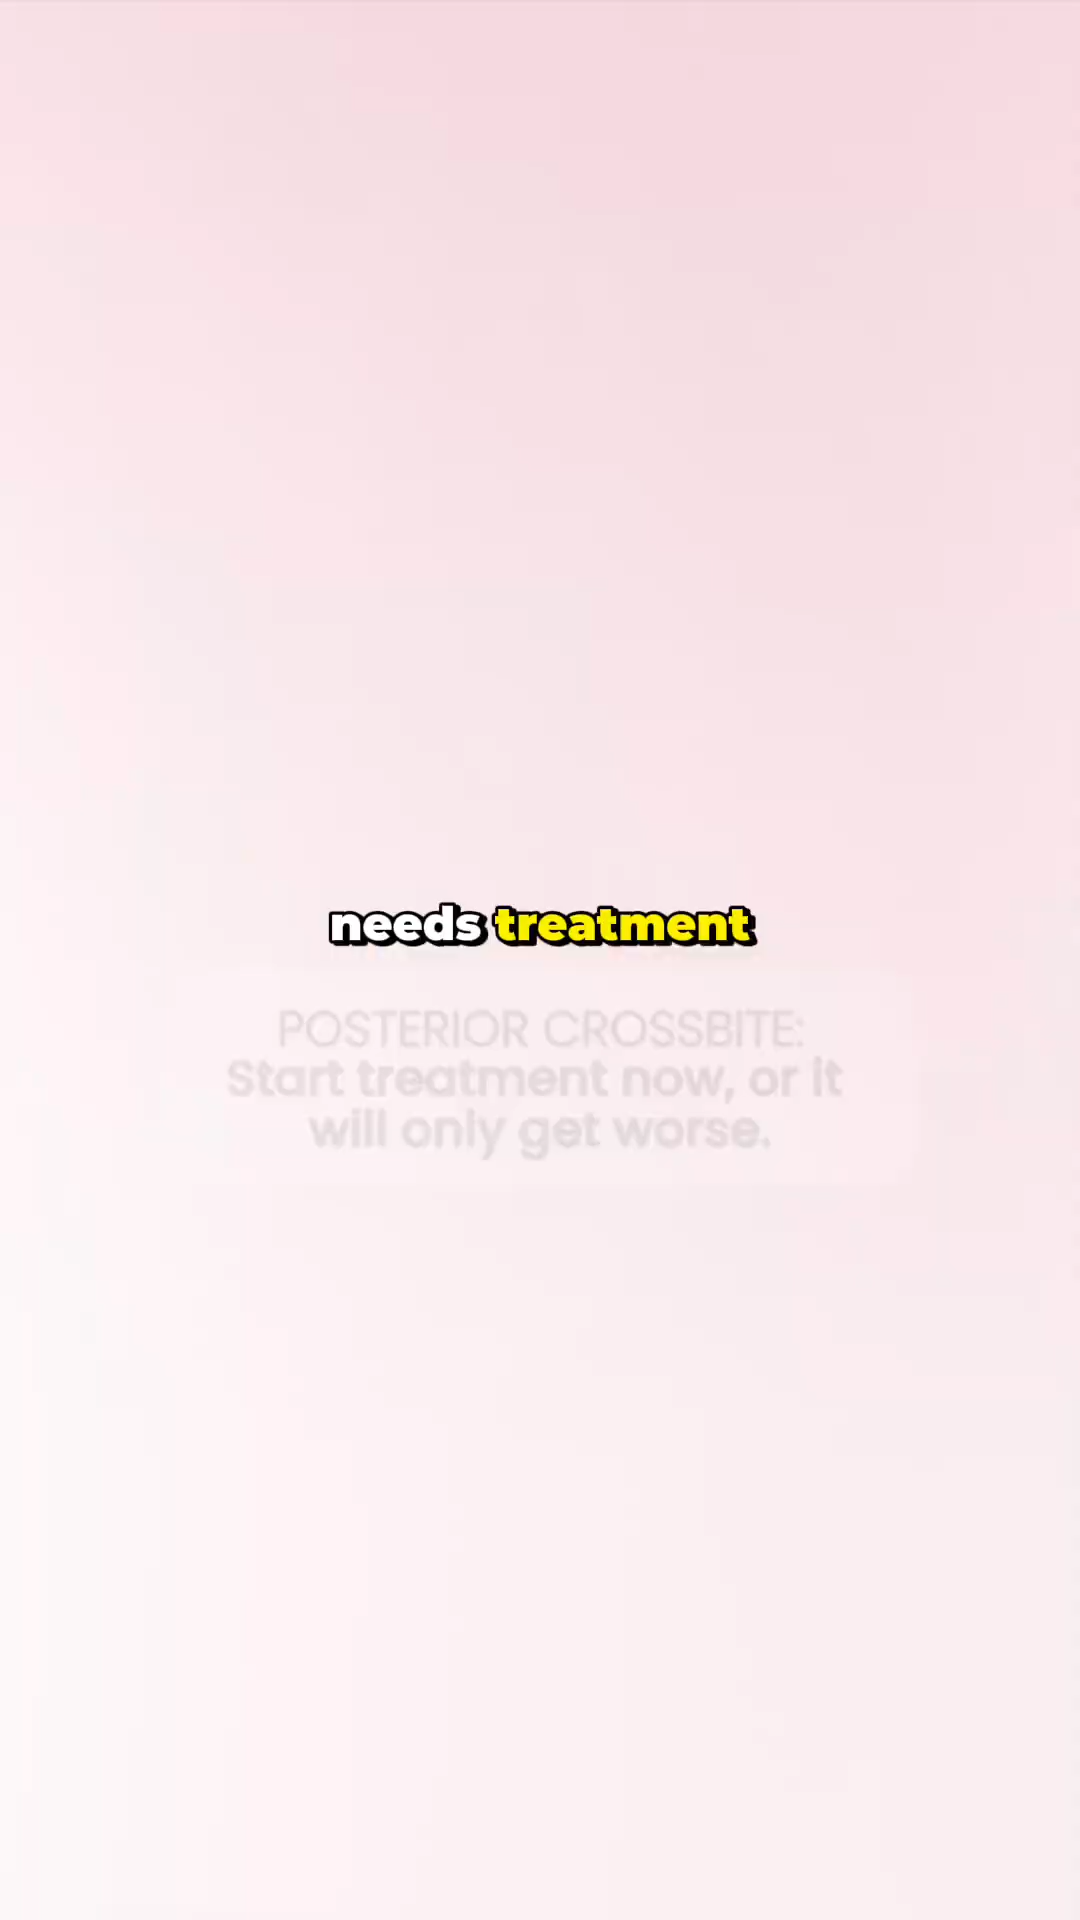 needs treatment
POSTERIOR CROSSBITE:
Start treatment now, or it
will only get worse.